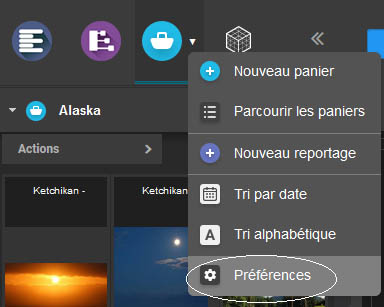 Alaska
Actions
Ketchikan -
Ketchikan
Nouveau panier
Parcourir les paniers
Nouveau reportage
Tri par date
A Tri alphabétique
Préférences